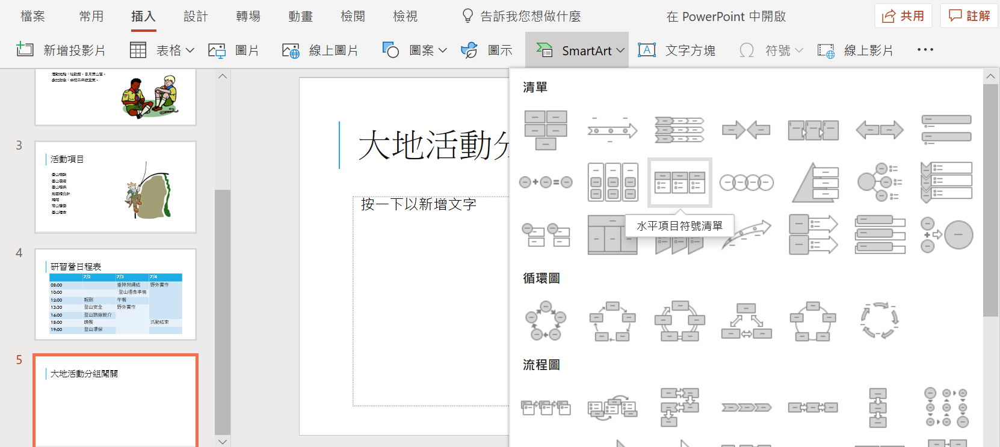 檔案 常用 插入 設計 轉場 動畫 檢閱 檢視 告訴我您想做什麼 在 PowerPoint 中開啟 共用 註解
新增投影片 表格 圖片 線上圖片 圖案 圖示 SmartArt 文字方塊 符號 線上影片
3
活動項目
4
研習營日程表
7/2 7/3 7/4
08:00 垂降與繩結 野外實作
10:00 登山糧食準備
12:00 報到 午餐
13:30 登山安全 野外實作
16:00 登山路線簡介
18:00 晚餐 活動結束
19:00 登山環保
5
大地活動分組闖關
大地活動分
按一下以新增文字
清單
水平項目符號清單
循環圖
流程圖